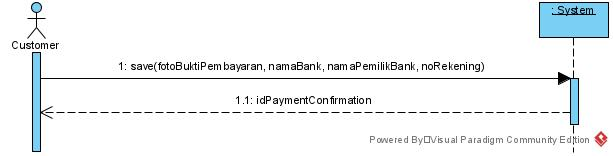 Customer
: System
1: save(fotoBuktiPembayaran, namaBank, namaPemilikBank, noRekening)
1.1: idPaymentConfirmation
Powered By Visual Paradigm Community Edition